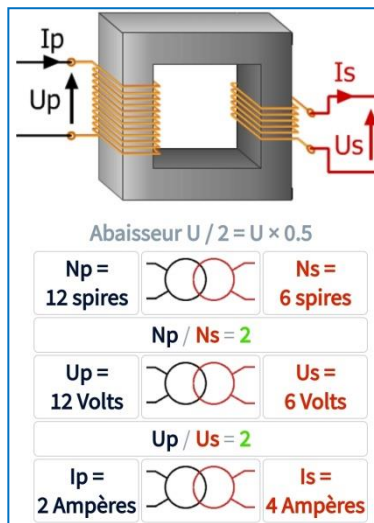 Ip
Up
Is
Us
Abaisseur U / 2 = U × 0.5
Np =
12 spires
Ns =
6 spires
Np / Ns = 2
Up =
12 Volts
Us =
6 Volts
Up / Us = 2
Ip =
2 Ampères
Is =
4 Ampères